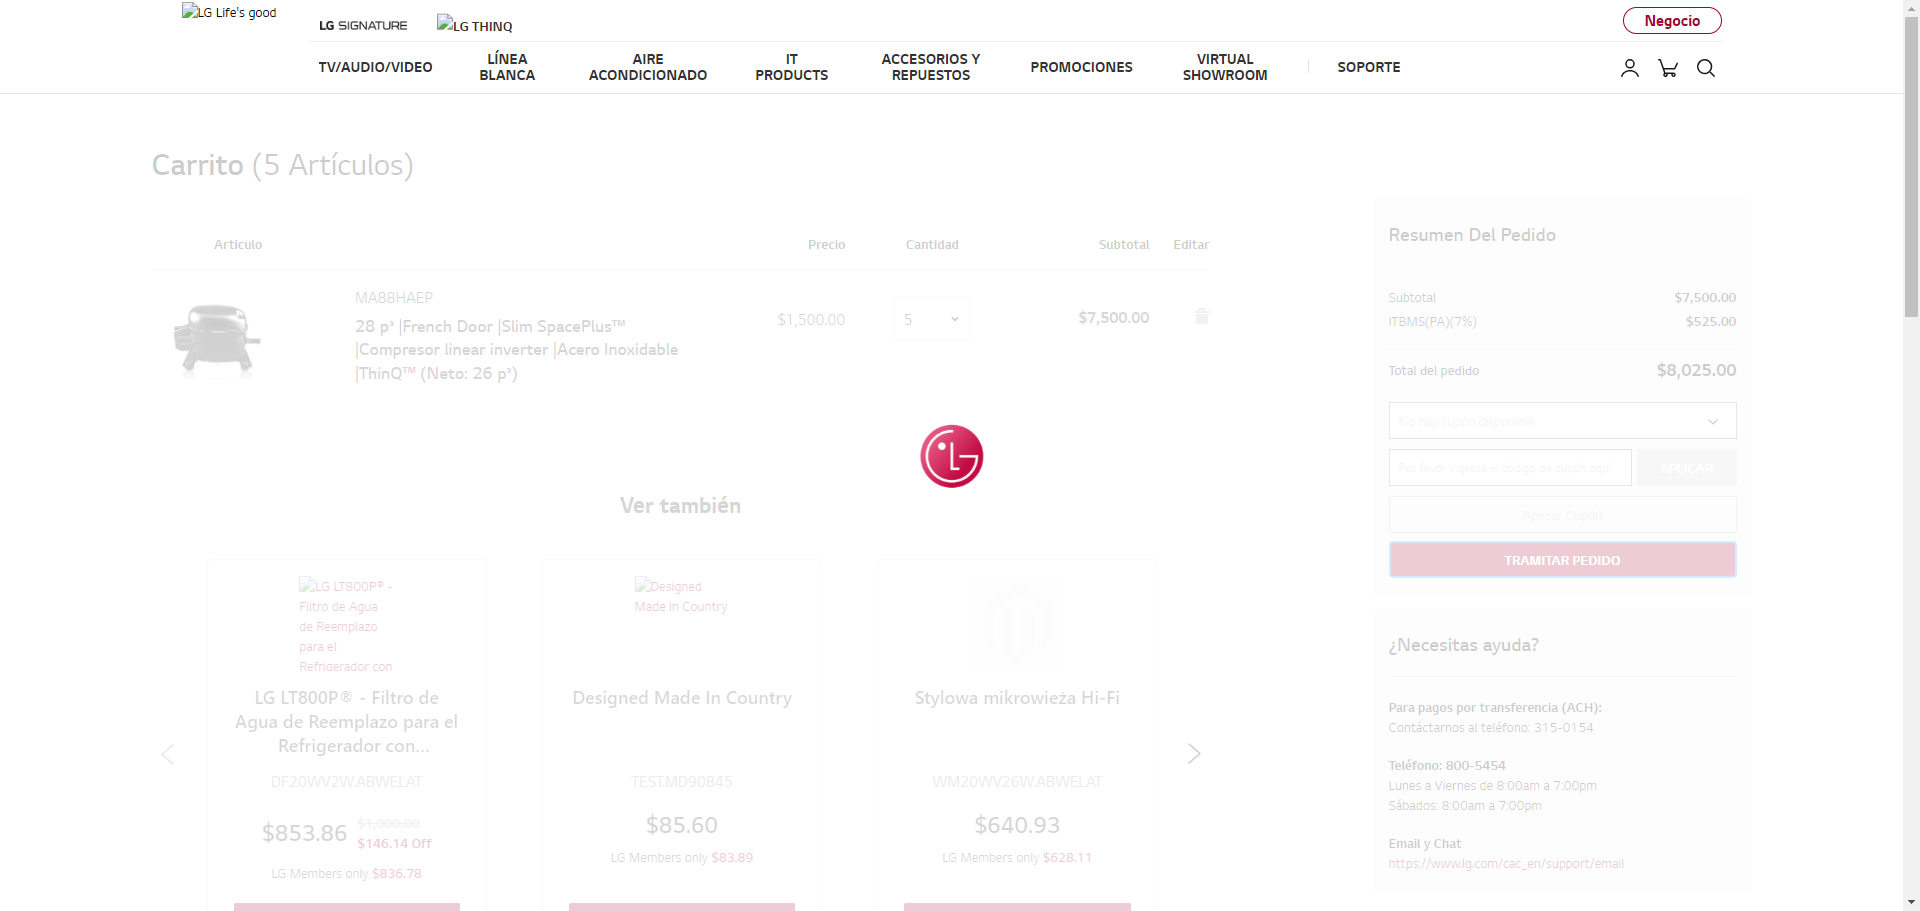 LG Life's good
LG SIGNATURE
LG THINQ
Negocio
TV/AUDIO/VIDEO
LÍNEA
BLANCA
AIRE
ACONDICIONADO
IT
PRODUCTS
ACCESORIOS Y
REPUESTOS
PROMOCIONES
VIRTUAL
SHOWROOM
SOPORTE
Carrito (5 Artículos)
Articulo
Precio
Cantidad
Subtotal
Editar
MA88HAEP
28 p³ |French Door |Slim SpacePlus™
|Compresor linear inverter |Acero Inoxidable
|ThinQ™ (Neto: 26 p³)
$1,500.00
5
$7,500.00
Resumen Del Pedido
Subtotal $7,500.00
ITBMS(PA)(7%) $525.00
Total del pedido $8,025.00
No hay cupón disponible
Por favor ingresa el código de cupón aquí
APLICAR
Aplicar Cupón
TRAMITAR PEDIDO
LG
Ver también
LG LT800P® -
Filtro de Agua
de Reemplazo
para el
Refrigerador con
LG LT800P® - Filtro de
Agua de Reemplazo para el
Refrigerador con...
DF20WV2W.ABWELAT
$853.86
$1,000.00
$146.14 Off
LG Members only $836.78
Designed
Made In Country
Designed Made In Country
TEST.MD90845
$85.60
LG Members only $83.89
Stylowa mikrowieża Hi-Fi
WM20WV26W.ABWELAT
$640.93
LG Members only $628.11
¿Necesitas ayuda?
Para pagos por transferencia (ACH):
Contáctarnos al teléfono: 315-0154
Teléfono: 800-5454
Lunes a Viernes de 8:00am a 7:00pm
Sábados: 8:00am a 7:00pm
Email y Chat
https://www.lg.com/cac_en/support/email